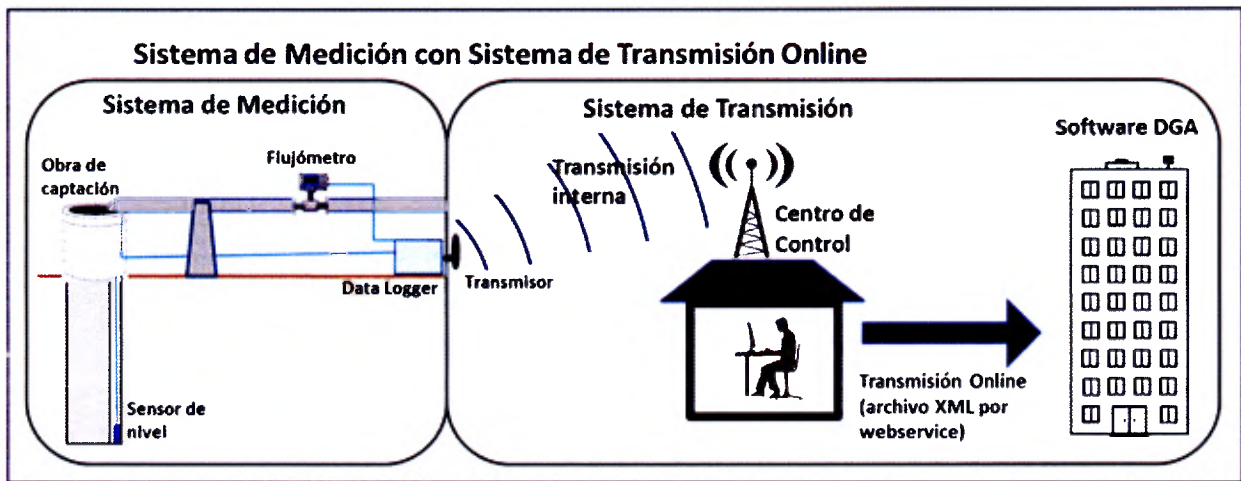 Sistema de Medición con Sistema de Transmisión Online
Sistema de Medición
Obra de
captación
Flujómetro
Data Logger
Sensor de
nivel
Sistema de Transmisión
Transmisión
interna
Transmisor
Centro de
Control
Transmisión Online
(archivo XML por
webservice)
Software DGA